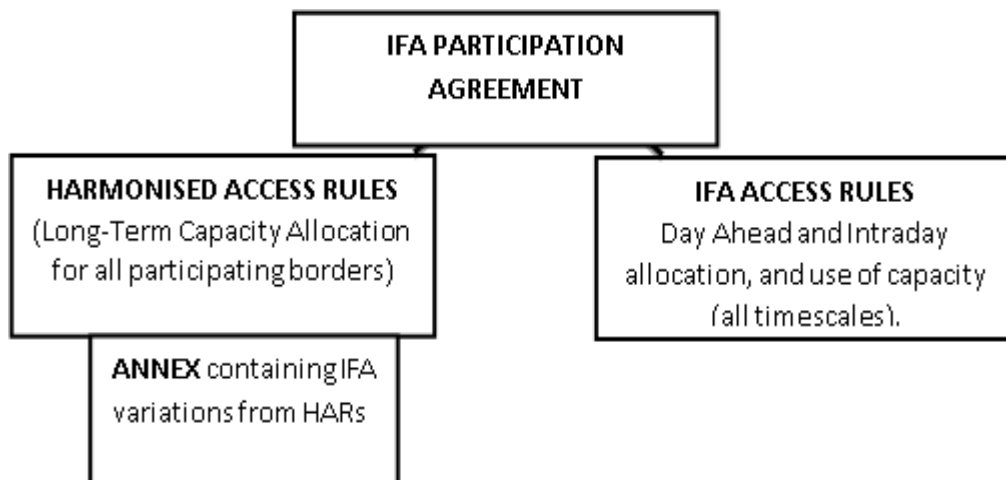 IFA PARTICIPATION
AGREEMENT
HARMONISED ACCESS RULES
(Long-Term Capacity Allocation
for all participating borders)
IFA ACCESS RULES
Day Ahead and Intraday
allocation, and use of capacity
(all timescales).
ANNEX containing IFA
variations from HARs